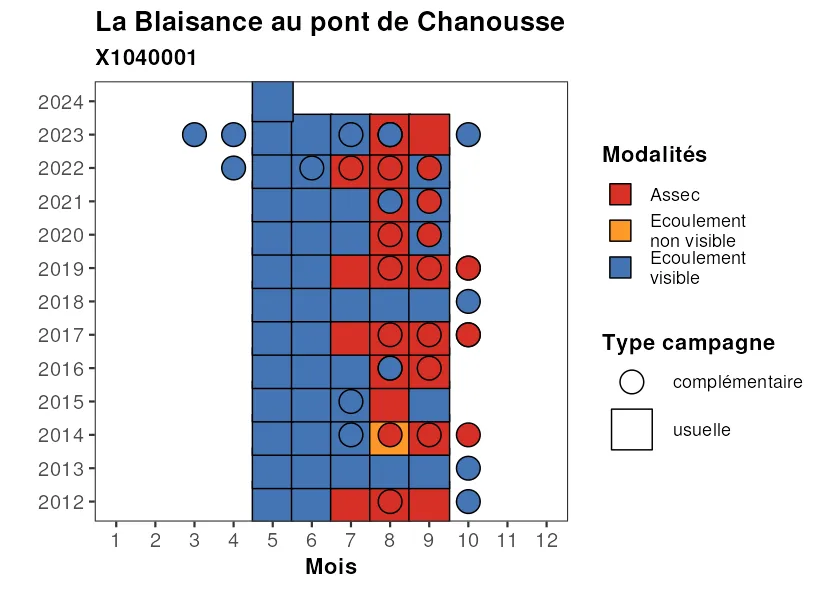 La Blaisance au pont de Chanousse
X1040001
2024
2023
2022
2021
2020
2019
2018
2017
2016
2015
2014
2013
2012
1 2 3 4 5 6 7 8 9 10 11 12
Mois
Modalités
Assec
Ecoulement
non visible
Ecoulement
visible
Type campagne
complémentaire
usuelle